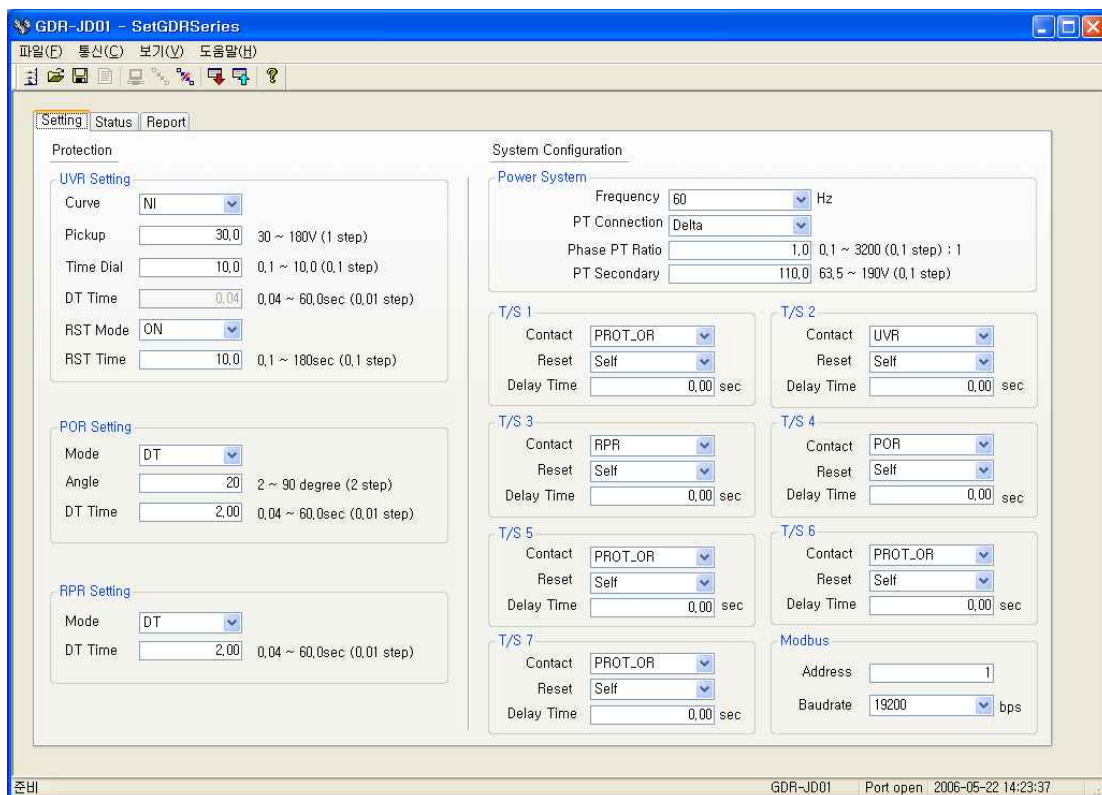 GDR-JD01 - SetGDRSeries
파일(F) 통신(C) 보기(V) 도움말(H)
Setting Status Report
Protection
UVR Setting
Curve NI
Pickup 30,0 30 ~ 180V (1 step)
Time Dial 10,0 0,1 ~ 10,0 (0,1 step)
DT Time 0,04 0,04 ~ 60,0sec (0,01 step)
RST Mode ON
RST Time 10,0 0,1 ~ 180sec (0,1 step)
POR Setting
Mode DT
Angle 20 2 ~ 90 degree (2 step)
DT Time 2,00 0,04 ~ 60,0sec (0,01 step)
RPR Setting
Mode DT
DT Time 2,00 0,04 ~ 60,0sec (0,01 step)
System Configuration
Power System
Frequency 60 Hz
PT Connection Delta
Phase PT Ratio 1,0 0,1 ~ 3200 (0,1 step) : 1
PT Secondary 110,0 63,5 ~ 190V (0,1 step)
T/S 1
Contact PROT_OR
Reset Self
Delay Time 0,00 sec
T/S 2
Contact UVR
Reset Self
Delay Time 0,00 sec
T/S 3
Contact RPR
Reset Self
Delay Time 0,00 sec
T/S 4
Contact POR
Reset Self
Delay Time 0,00 sec
T/S 5
Contact PROT_OR
Reset Self
Delay Time 0,00 sec
T/S 6
Contact PROT_OR
Reset Self
Delay Time 0,00 sec
T/S 7
Contact PROT_OR
Reset Self
Delay Time 0,00 sec
Modbus
Address 1
Baudrate 19200 bps
준비 GDR-JD01 Port open 2006-05-22 14:23:37